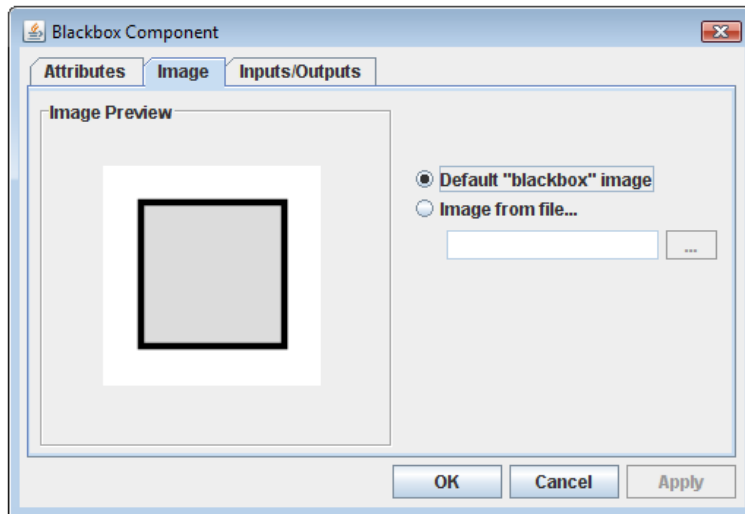 Blackbox Component
Attributes Image Inputs/Outputs
Image Preview
Default "blackbox" image
Image from file...
...
OK Cancel Apply